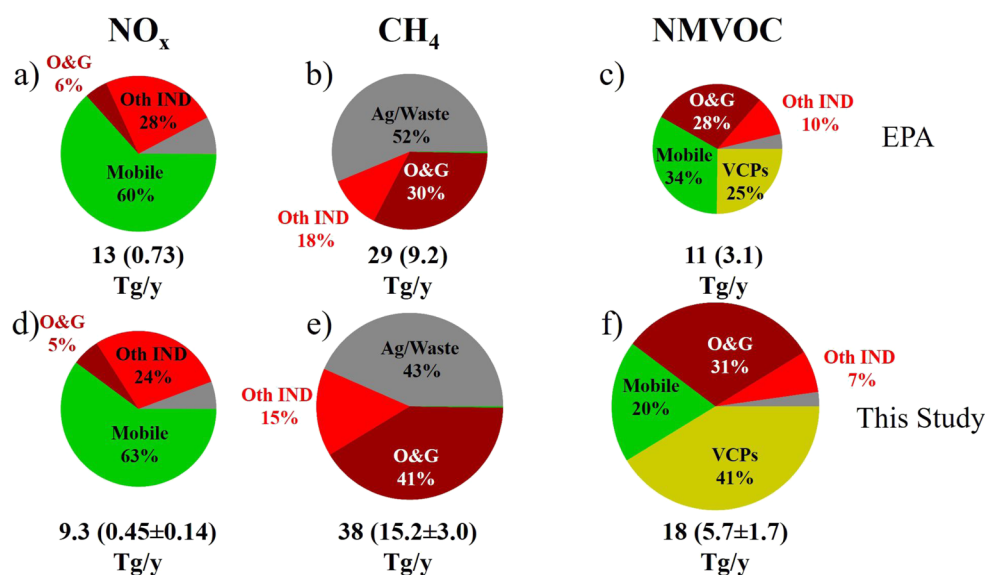 NOx CH4 NMVOC
a) b) c)
O&G
6%
Oth IND
28%
Mobile
60%
Ag/Waste
52%
O&G
30%
Oth IND
18%
O&G
28%
Oth IND
10%
Mobile
34%
VCPs
25%
EPA
13 (0.73)
Tg/y
29 (9.2)
Tg/y
11 (3.1)
Tg/y
d) e) f)
O&G
5%
Oth IND
24%
Mobile
63%
Ag/Waste
43%
Oth IND
15%
O&G
41%
O&G
31%
Oth IND
7%
Mobile
20%
VCPs
41%
This Study
9.3 (0.45±0.14)
Tg/y
38 (15.2±3.0)
Tg/y
18 (5.7±1.7)
Tg/y